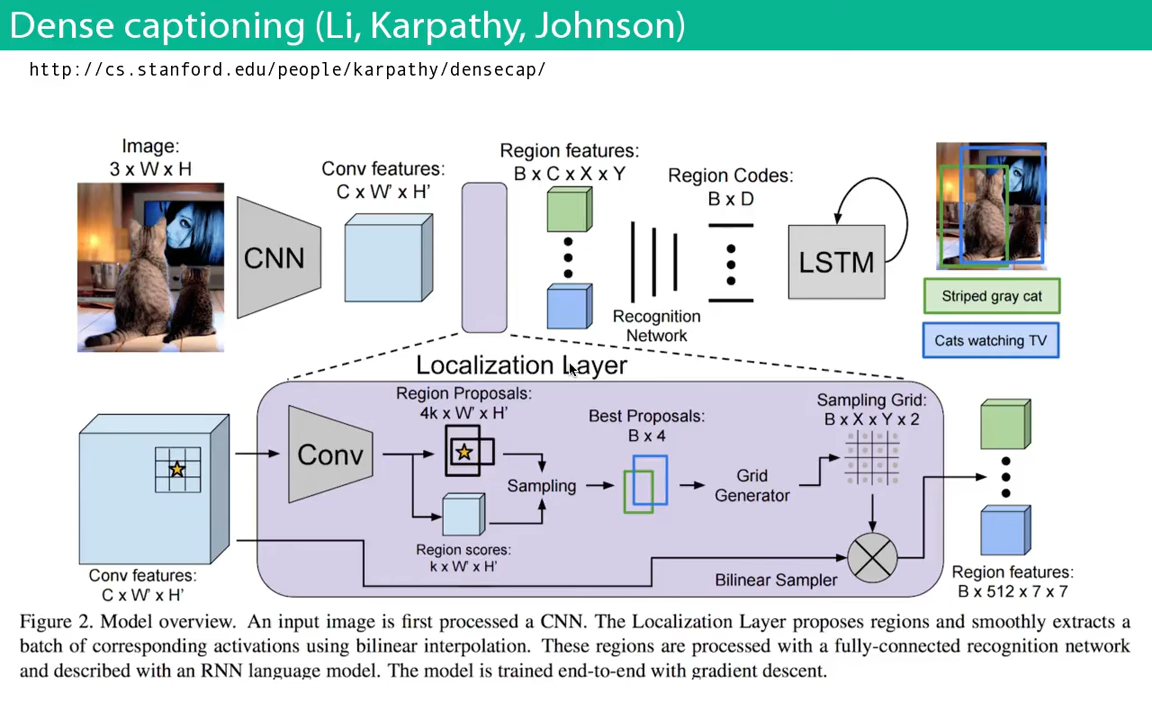 Dense captioning (Li, Karpathy, Johnson)
http://cs.stanford.edu/people/karpathy/densecap/
Image:
3 x W x H
Conv features:
C x W' x H'
Region features:
B x C x X x Y
Region Codes:
B x D
CNN
LSTM
Recognition
Network
Striped gray cat
Cats watching TV
Localization Layer
Region Proposals:
4k x W' x H'
Best Proposals:
B x 4
Sampling Grid:
B x X x Y x 2
Conv
Sampling
Grid
Generator
Region scores:
k x W' x H'
Bilinear Sampler
Conv features:
C x W' x H'
Region features:
B x 512 x 7 x 7
Figure 2. Model overview. An input image is first processed a CNN. The Localization Layer proposes regions and smoothly extracts a
batch of corresponding activations using bilinear interpolation. These regions are processed with a fully-connected recognition network
and described with an RNN language model. The model is trained end-to-end with gradient descent.